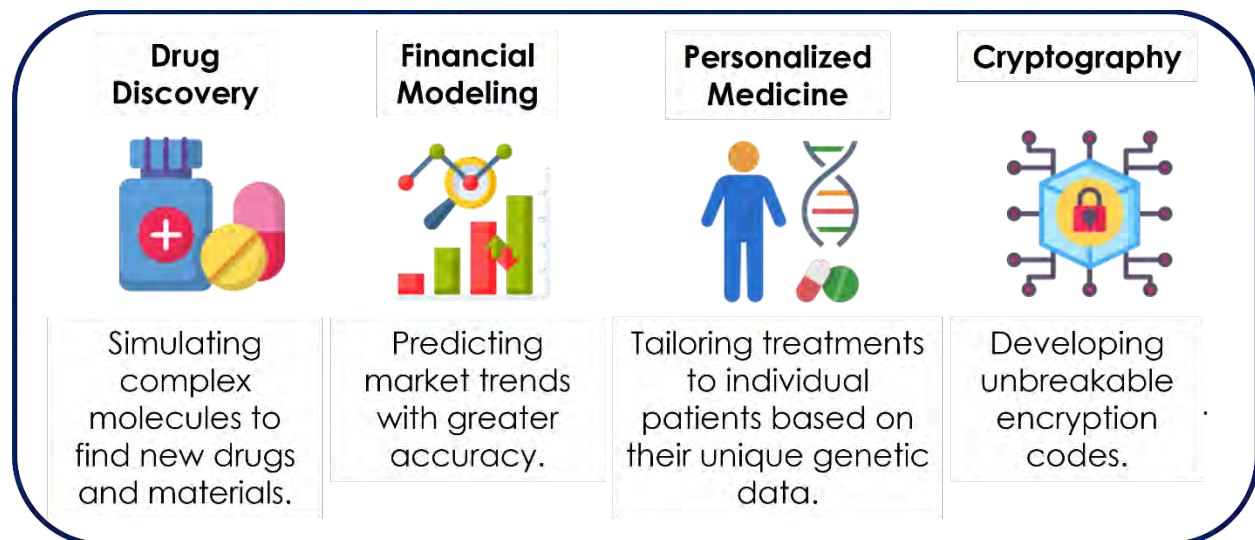 Drug
Discovery
Simulating
complex
molecules to
find new drugs
and materials.
Financial
Modeling
Predicting
market trends
with greater
accuracy.
Personalized
Medicine
Tailoring treatments
to individual
patients based on
their unique genetic
data.
Cryptography
Developing
unbreakable
encryption
codes.